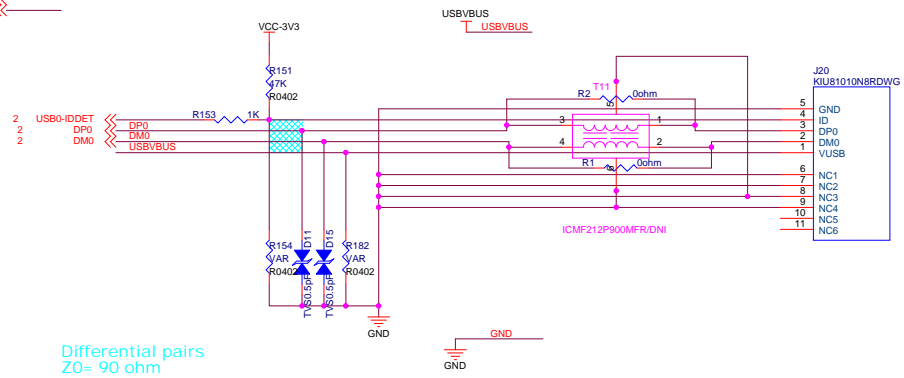 USBVBUS
USBVBUS
VCC-3V3
R151
47K
R0402
J20
KIU81010N8RDWG
T11
R2 0ohm
5
2 USB0-IDDET
R153 1K
2 DP0
DP0
2 DM0
DM0
USBVBUS
3 1
4 2
R1 0ohm
6
5 GND
4 ID
3 DP0
2 DM0
1 VUSB
6 NC1
7 NC2
8 NC3
9 NC4
10 NC5
11 NC6
ICMF212P900MFR/DNI
R154
VAR
R0402
D11
TVS0.5pF
D15
TVS0.5pF
R182
VAR
R0402
GND
GND
GND
Differential pairs
Z0= 90 ohm